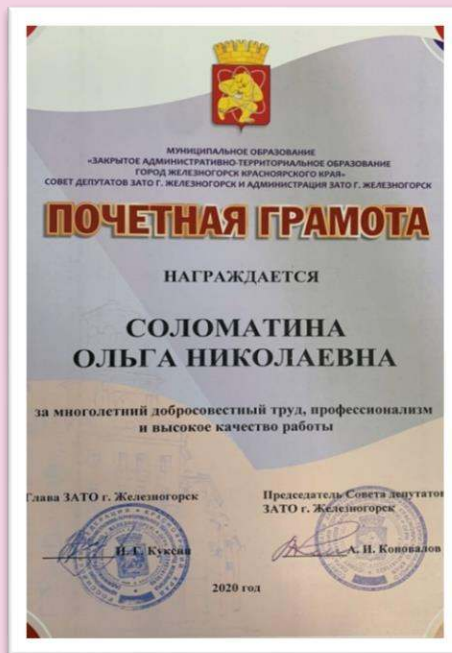 МУНИЦИПАЛЬНОЕ ОБРАЗОВАНИЕ
«ЗАКРЫТОЕ АДМИНИСТРАТИВНО-ТЕРРИТОРИАЛЬНОЕ ОБРАЗОВАНИЕ
ГОРОД ЖЕЛЕЗНОГОРСК КРАСНОЯРСКОГО КРАЯ»
СОВЕТ ДЕПУТАТОВ ЗАТО Г. ЖЕЛЕЗНОГОРСК И АДМИНИСТРАЦИЯ ЗАТО Г. ЖЕЛЕЗНОГОРСК
ПОЧЕТНАЯ ГРАМОТА
НАГРАЖДАЕТСЯ
СОЛОМАТИНА
ОЛЬГА НИКОЛАЕВНА
за многолетний добросовестный труд, профессионализм
и высокое качество работы
Глава ЗАТО г. Железногорск
И. Г. Куксин
Председатель Совета депутатов
ЗАТО г. Железногорск
А. И. Коновалов
2020 год